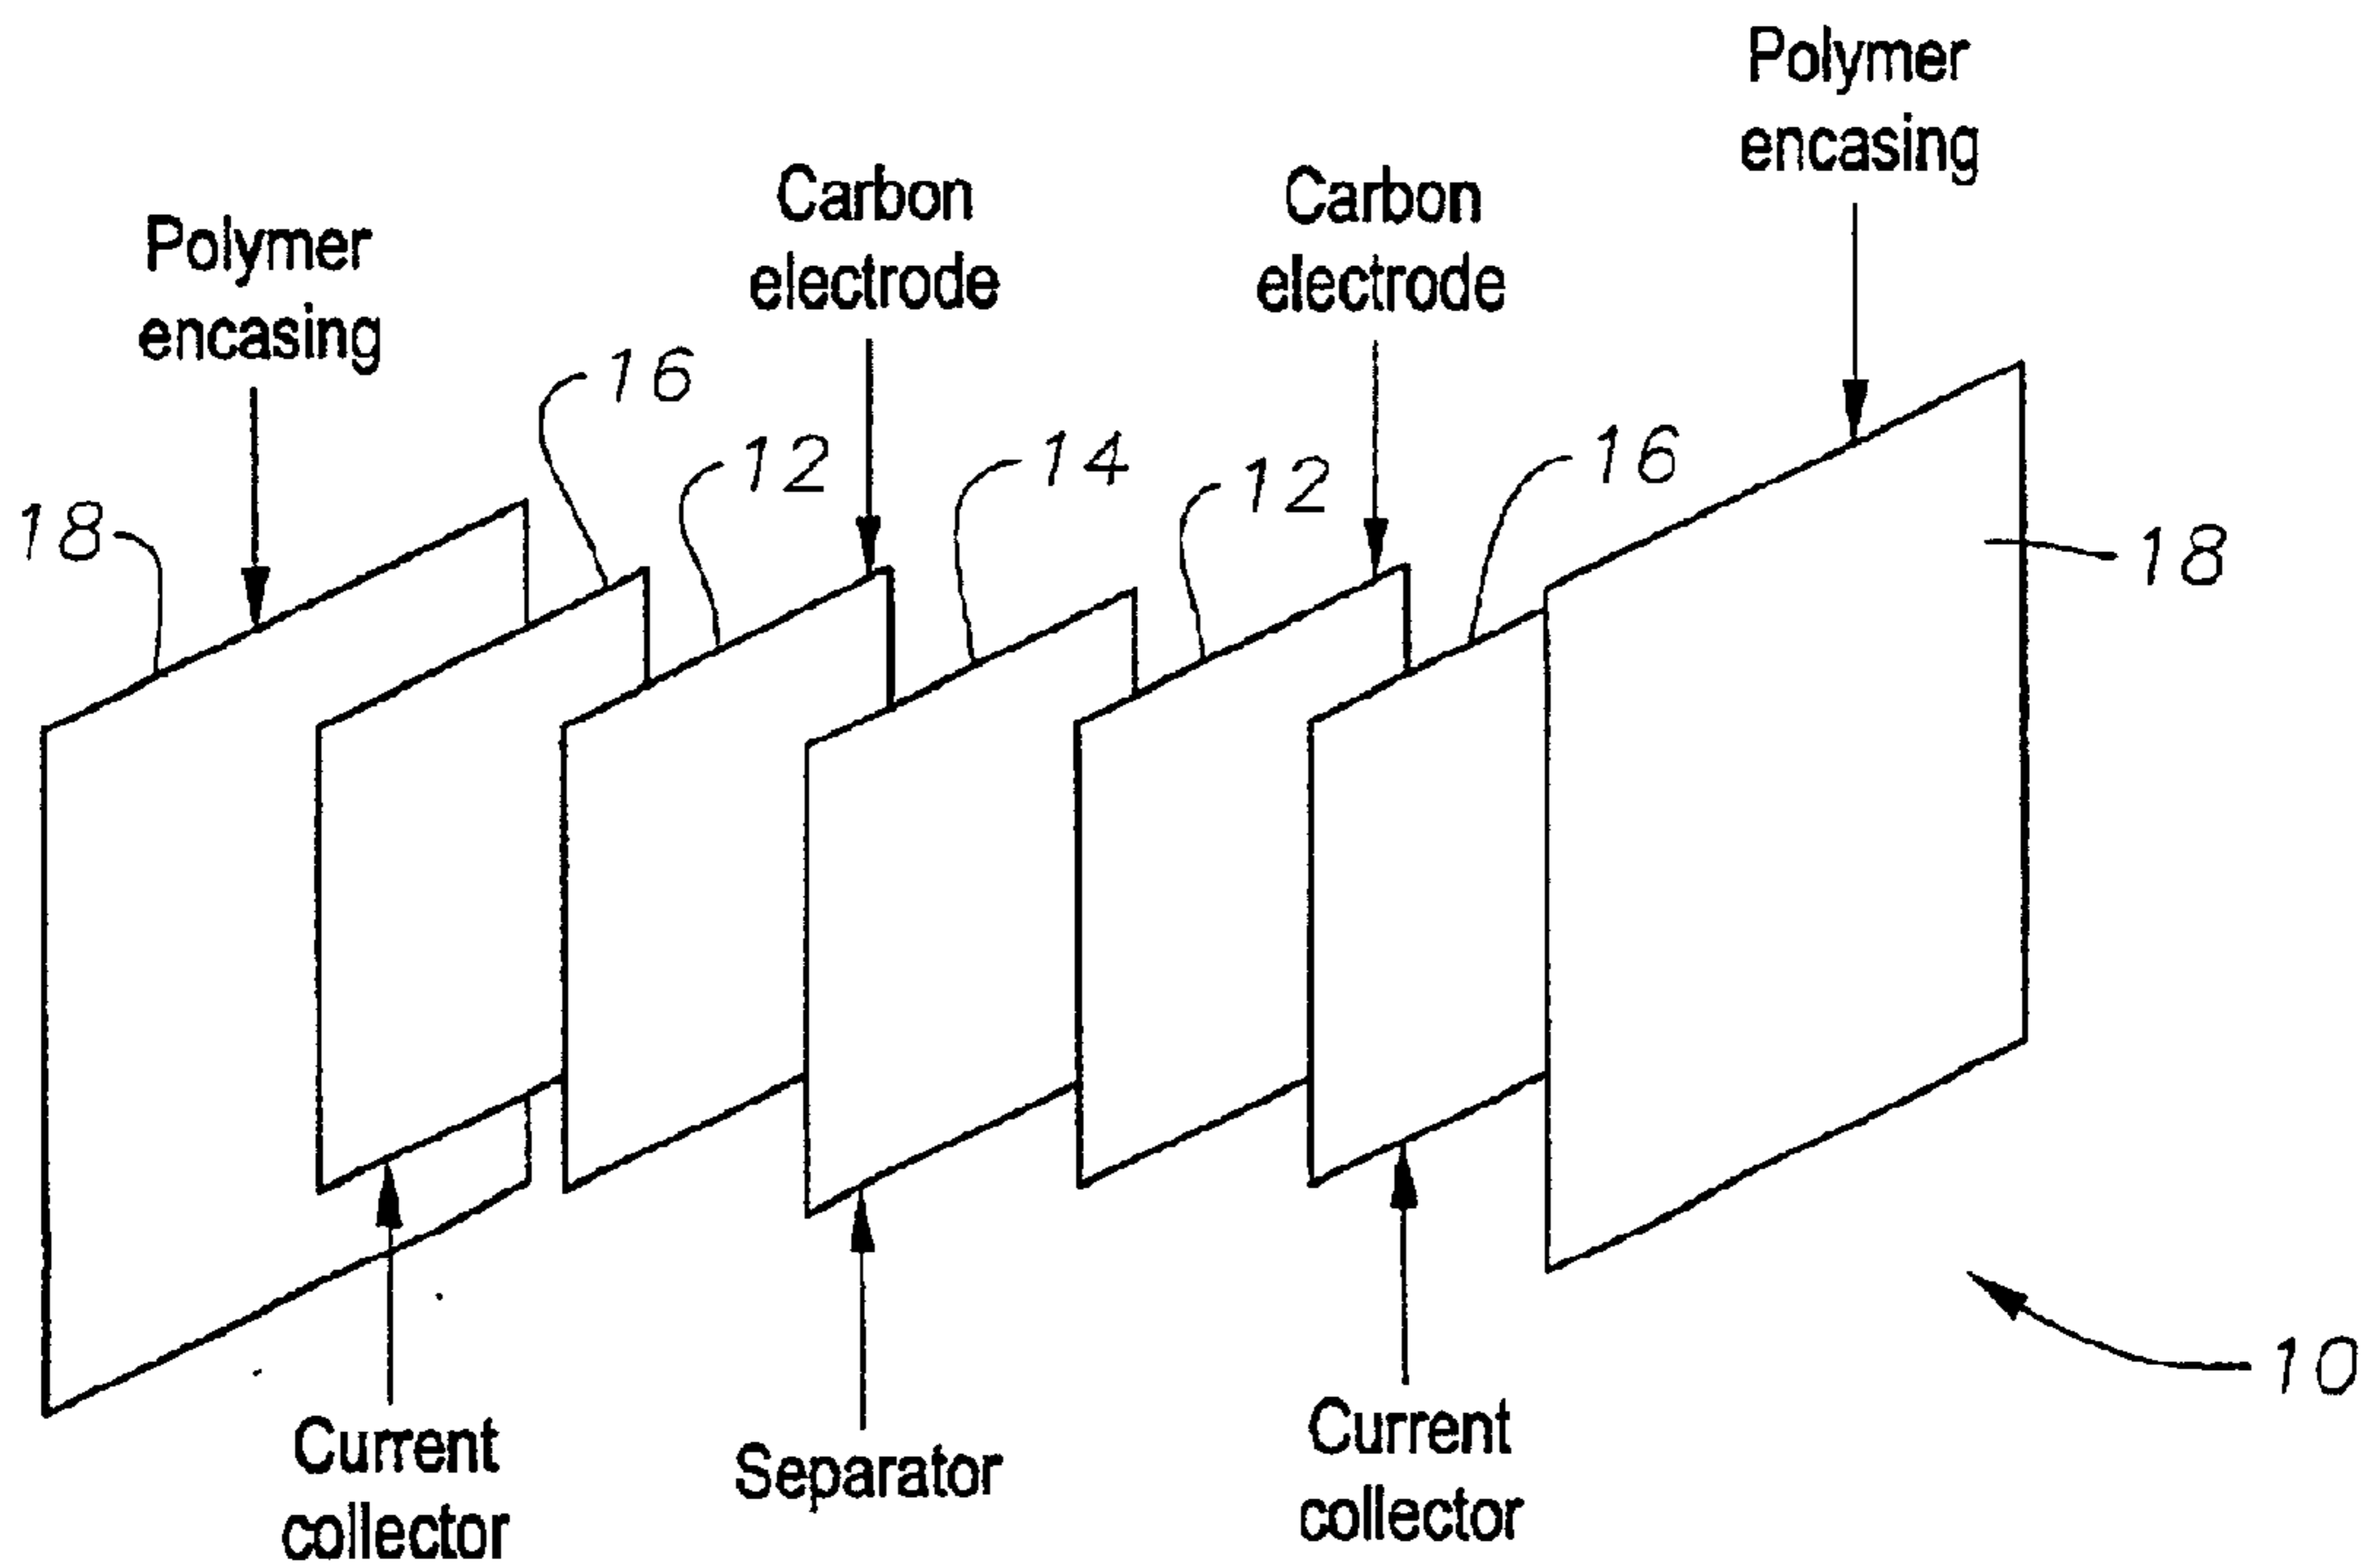 Polymer
encasing
Carbon
electrode
Carbon
electrode
Polymer
encasing
18
16
12
14
12
16
18
10
Current
collector
Separator
Current
collector